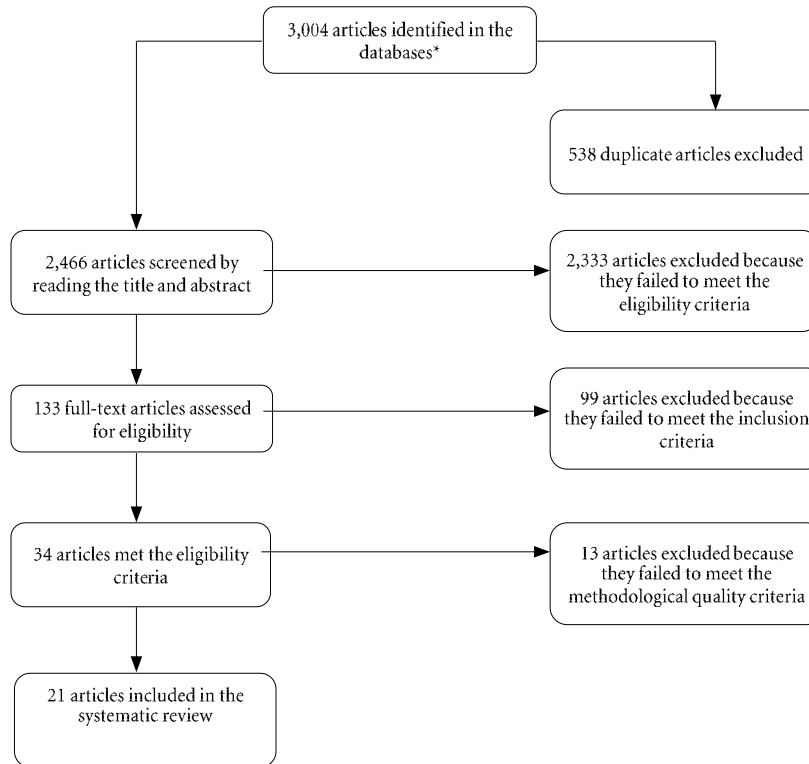 3,004 articles identified in the
databases*
538 duplicate articles excluded
2,466 articles screened by
reading the title and abstract
2,333 articles excluded because
they failed to meet the
eligibility criteria
133 full-text articles assessed
for eligibility
99 articles excluded because
they failed to meet the inclusion
criteria
34 articles met the eligibility
criteria
13 articles excluded because
they failed to meet the
methodological quality criteria
21 articles included in the
systematic review